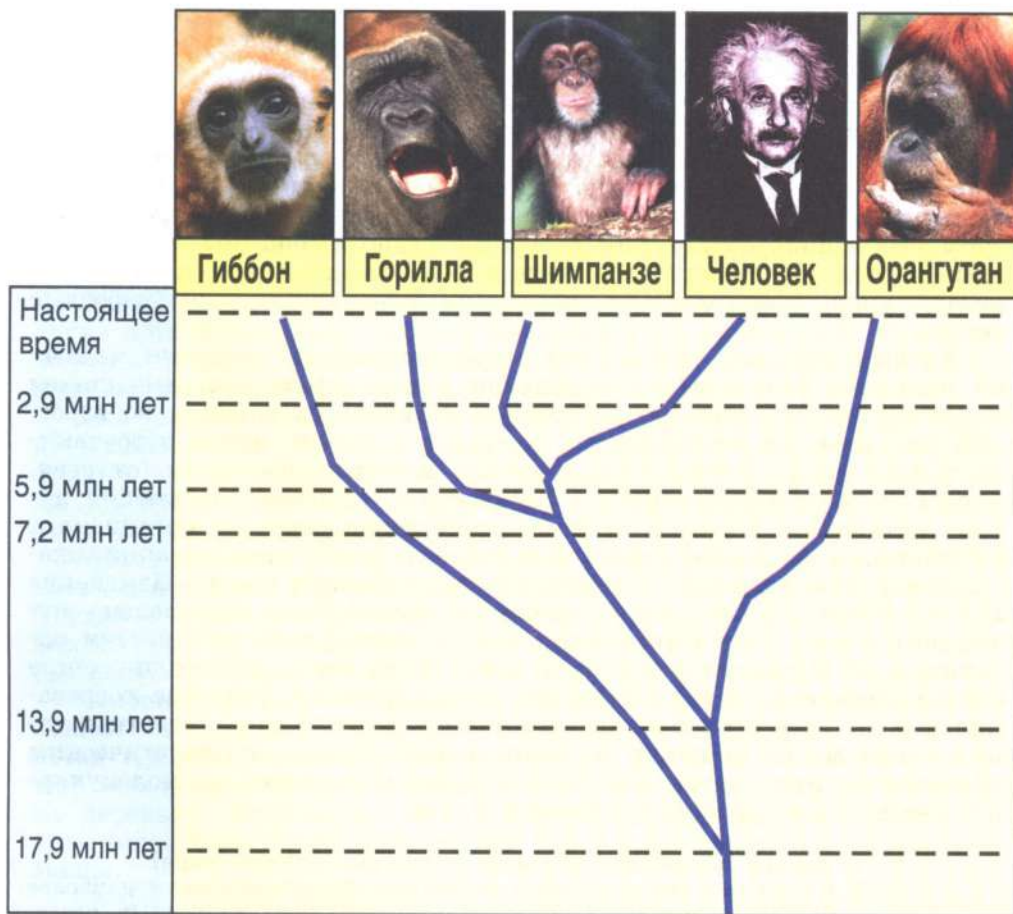 Гиббон
Горилла
Шимпанзе
Человек
Орангутан
Настоящее
время
2,9 млн лет
5,9 млн лет
7,2 млн лет
13,9 млн лет
17,9 млн лет